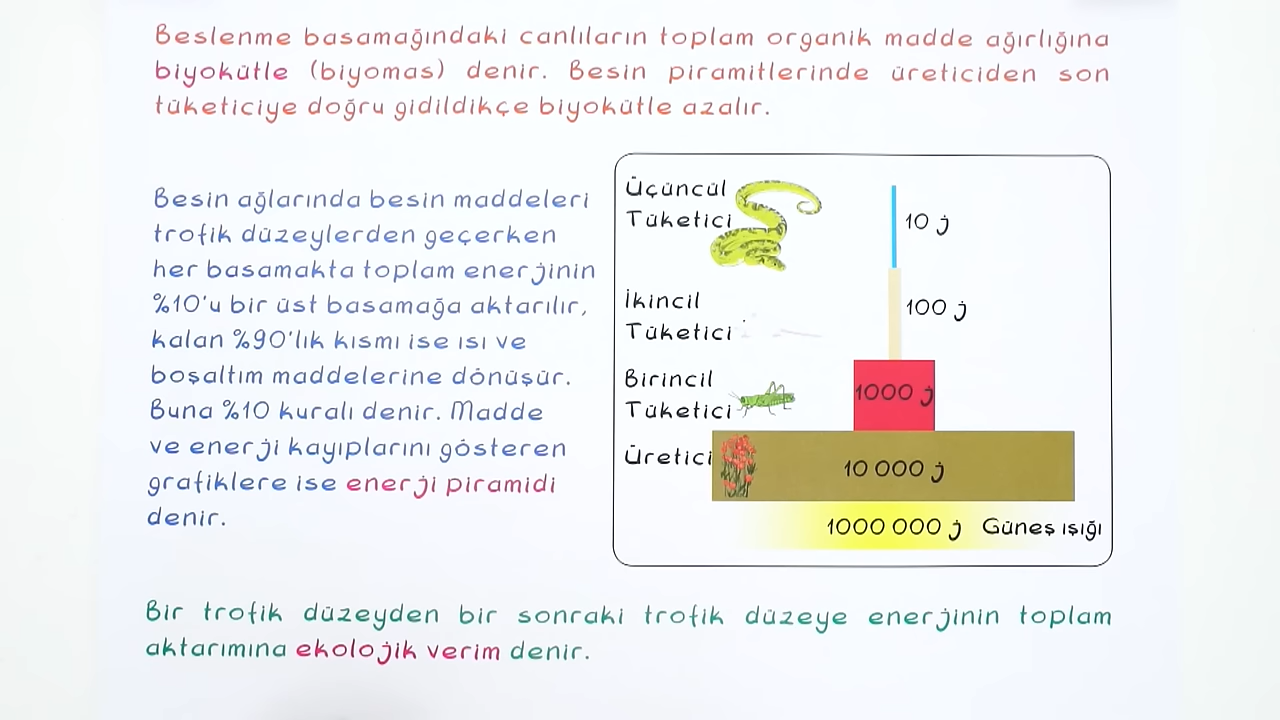 Beslenme basamağındaki canlıların toplam organik madde ağırlığına
biyokütle (biyomas) denir. Besin piramitlerinde üreticiden son
tüketiciye doğru gidildikçe biyokütle azalır.
Besin ağlarında besin maddeleri
trofik düzeylerden geçerken
her basamakta toplam enerjinin
%10'u bir üst basamağa aktarılır,
kalan %90'lık kısmı ise ısı ve
boşaltım maddelerine dönüşür.
Buna %10 kuralı denir. Madde
ve enerji kayıplarını gösteren
grafiklere ise enerji piramidi
denir.
Üçüncül
Tüketici
10 j
İkincil
Tüketici
100 j
Birincil
Tüketici
1000 j
Üretici
10 000 j
1000 000 j Güneş ışığı
Bir trofik düzeyden bir sonraki trofik düzeye enerjinin toplam
aktarımına ekolojik verim denir.